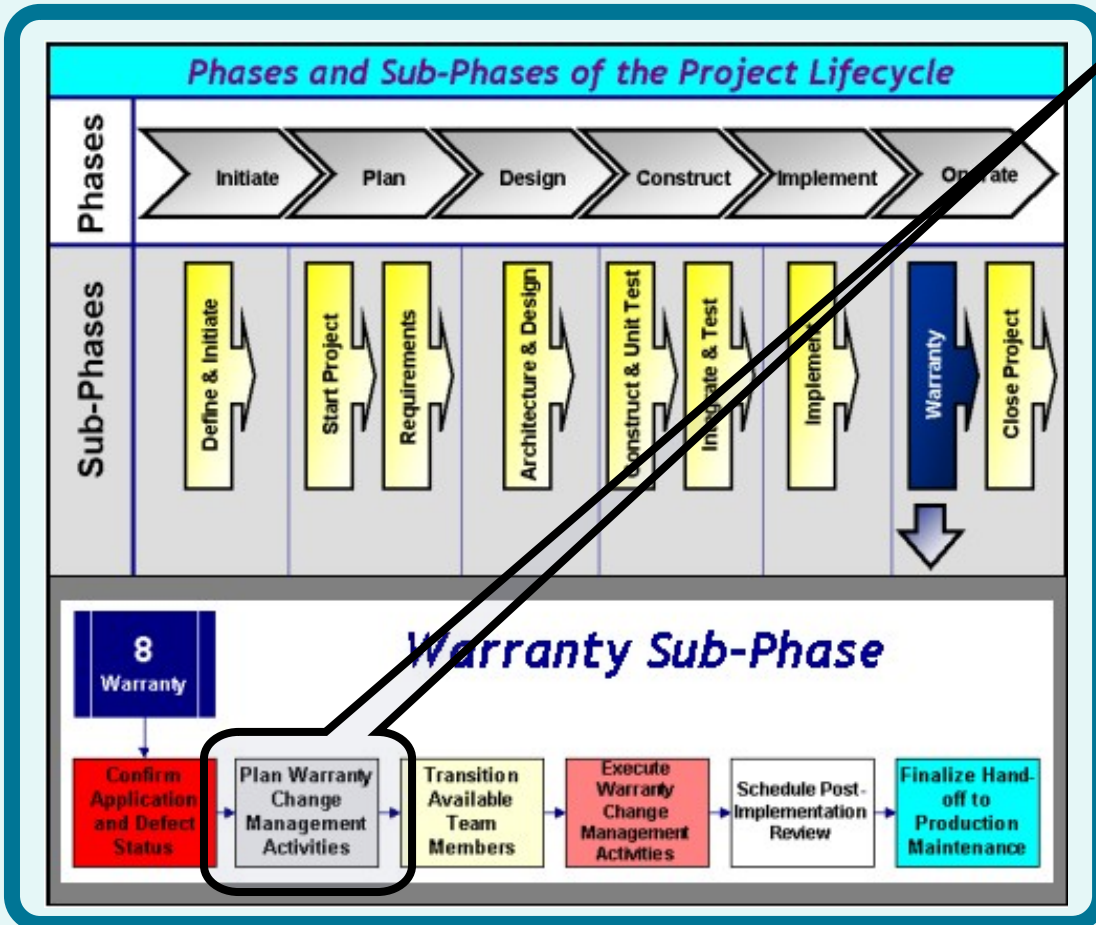 Phases and Sub-Phases of the Project Lifecycle
Phases
Initiate
Plan
Design
Construct
Implement
Operate
Sub-Phases
Define & Initiate
Start Project
Requirements
Architecture & Design
Construct & Unit Test
Integrate & Test
Implement
Warranty
Close Project
8
Warranty
Warranty Sub-Phase
Confirm
Application
and Defect
Status
Plan Warranty
Change
Management
Activities
Transition
Available
Team
Members
Execute
Warranty
Change
Management
Activities
Schedule Post-
Implementation
Review
Finalize Hand-
off to
Production
Maintenance